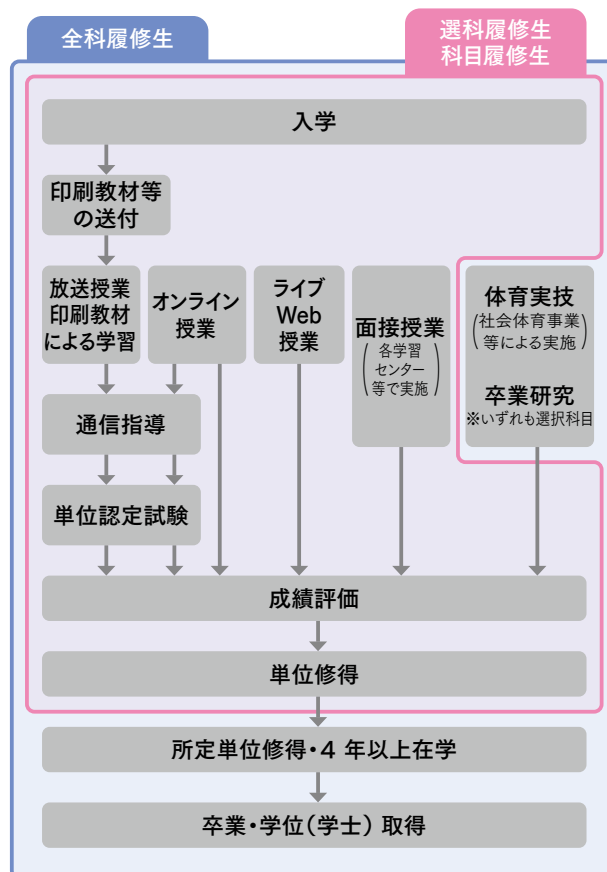 全科履修生
選科履修生
科目履修生
入学
印刷教材等
の送付
放送授業
印刷教材
による学習
オンライン
授業
ライブ
Web
授業
面接授業
(各学習
センター
等で実施)
体育実技
(社会体育事業
等による実施)
卒業研究
※いずれも選択科目
通信指導
単位認定試験
成績評価
単位修得
所定単位修得・4 年以上在学
卒業・学位(学士) 取得